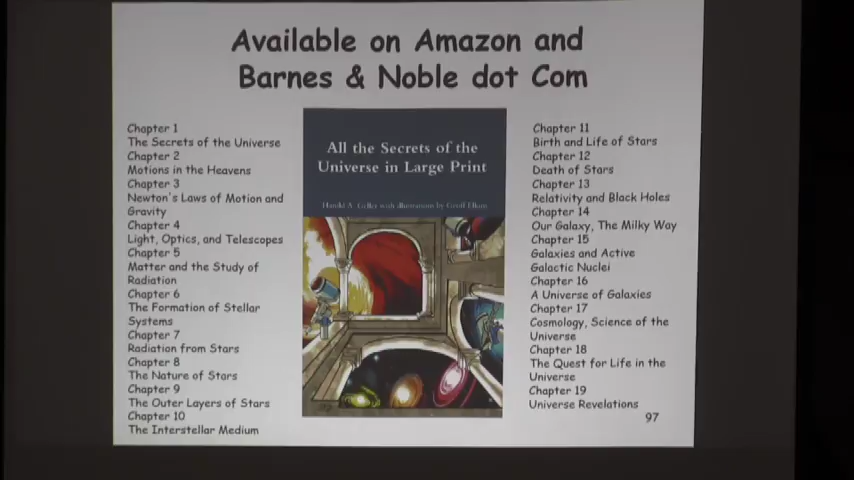 Available on Amazon and
Barnes & Noble dot Com
Chapter 1
The Secrets of the Universe
Chapter 2
Motions in the Heavens
Chapter 3
Newton's Laws of Motion and
Gravity
Chapter 4
Light, Optics, and Telescopes
Chapter 5
Matter and the Study of
Radiation
Chapter 6
The Formation of Stellar
Systems
Chapter 7
Radiation from Stars
Chapter 8
The Nature of Stars
Chapter 9
The Outer Layers of Stars
Chapter 10
The Interstellar Medium
All the Secrets of the
Universe in Large Print
Harold A. Geller with illustrations by Geoff Elkum
Chapter 11
Birth and Life of Stars
Chapter 12
Death of Stars
Chapter 13
Relativity and Black Holes
Chapter 14
Our Galaxy, The Milky Way
Chapter 15
Galaxies and Active
Galactic Nuclei
Chapter 16
A Universe of Galaxies
Chapter 17
Cosmology, Science of the
Universe
Chapter 18
The Quest for Life in the
Universe
Chapter 19
Universe Revelations
97